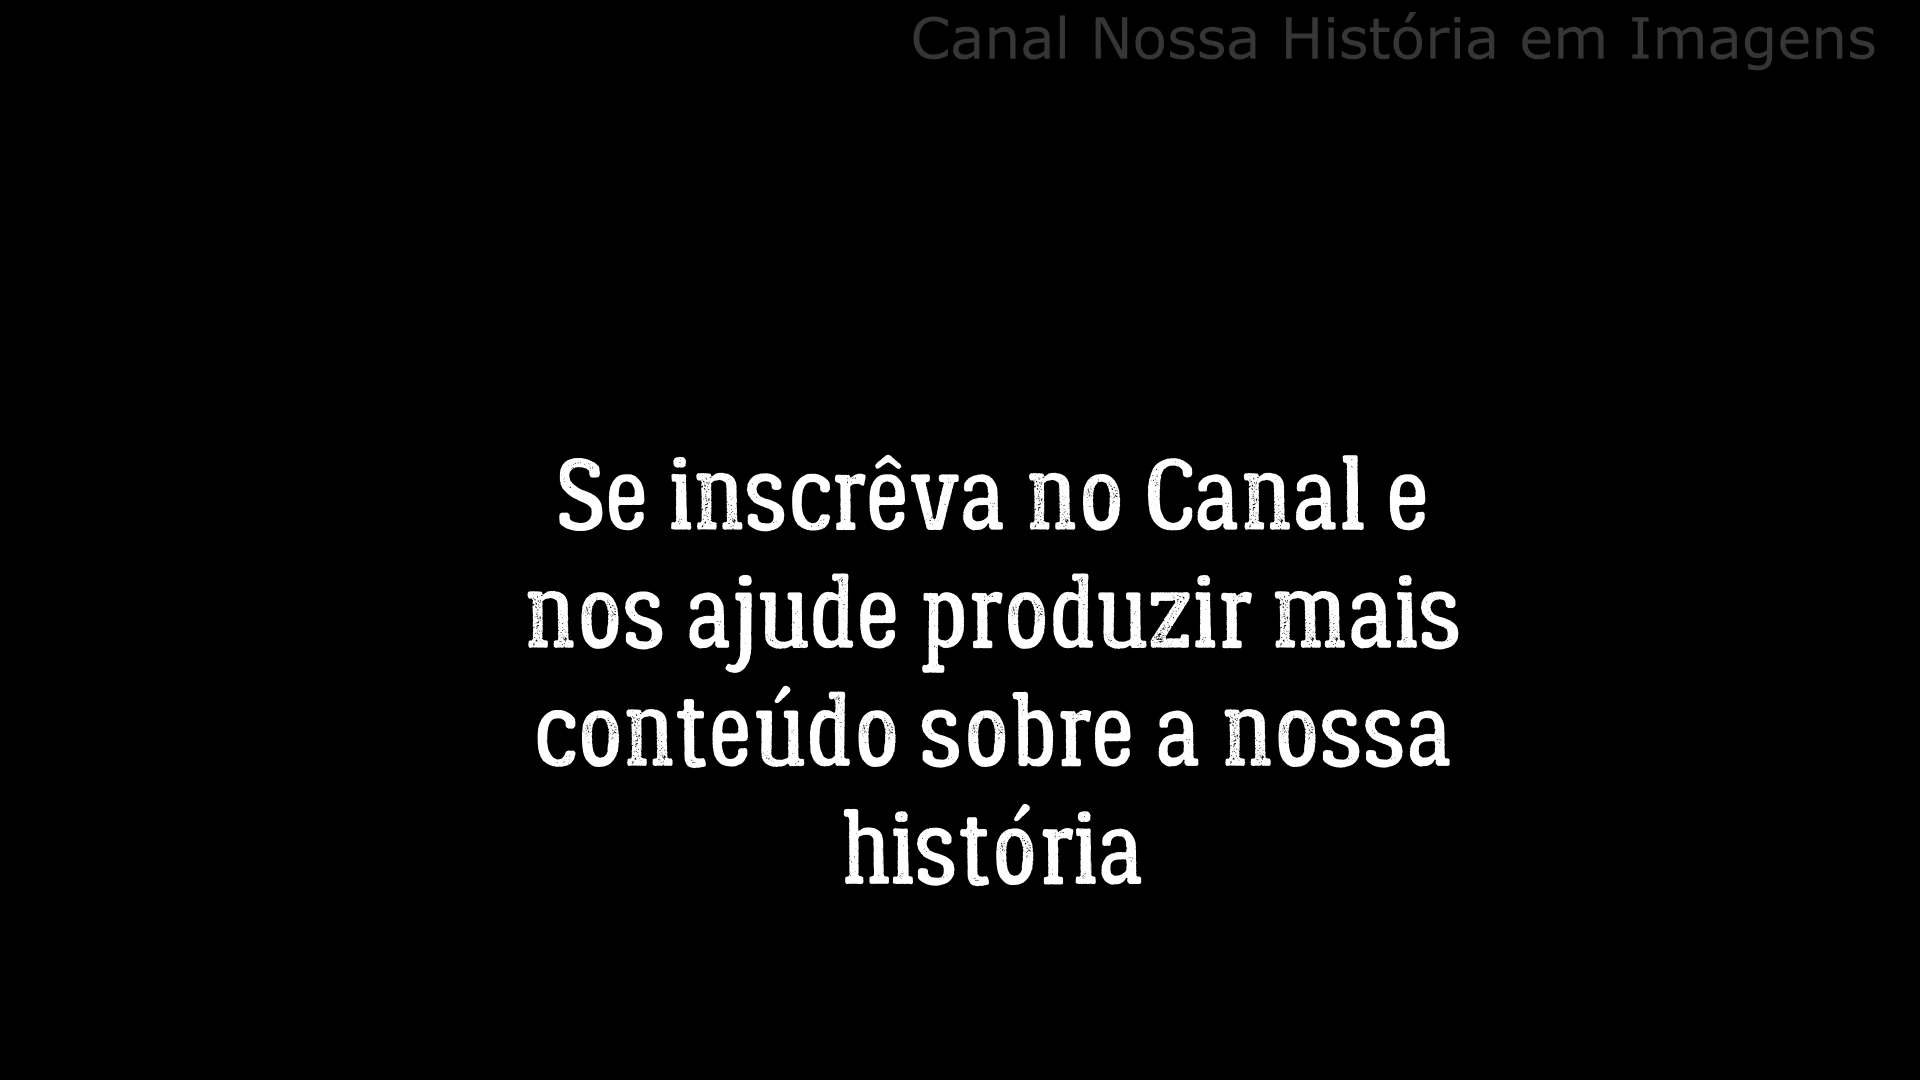 Canal Nossa História em Imagens
Se inscrêva no Canal e
nos ajude produzir mais
conteúdo sobre a nossa
história